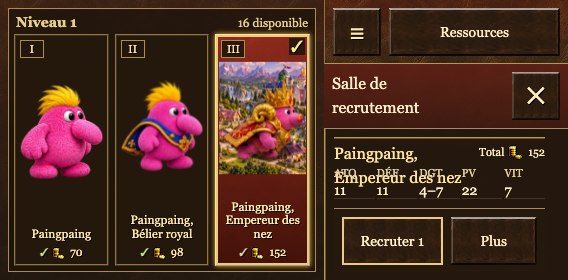 Niveau 1
16 disponible
I
II
III
Paingpaing
70
Paingpaing,
Bélier royal
98
Paingpaing,
Empereur des
nez
152
Ressources
Salle de
recrutement
Paingpaing,
Empereur des nez
Total 152
ATQ DÉF DGT PV VIT
11 11 4–7 22 7
Recruter 1
Plus